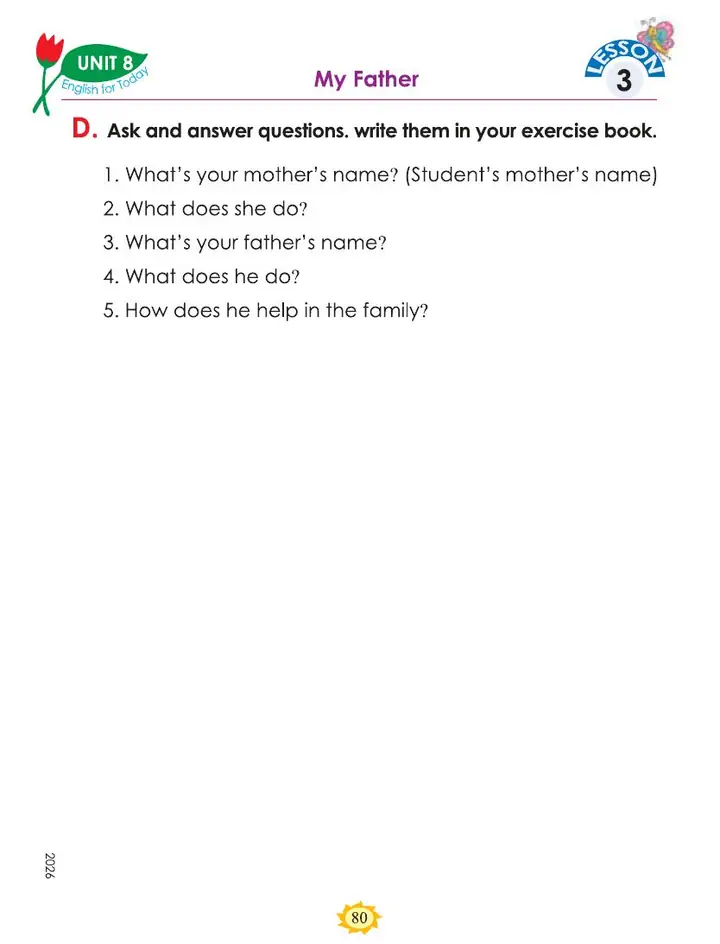 UNIT 8
English for Today
My Father
LESSON
3
D. Ask and answer questions. write them in your exercise book.
1. What's your mother's name? (Student's mother's name)
2. What does she do?
3. What's your father's name?
4. What does he do?
5. How does he help in the family?
2026
80